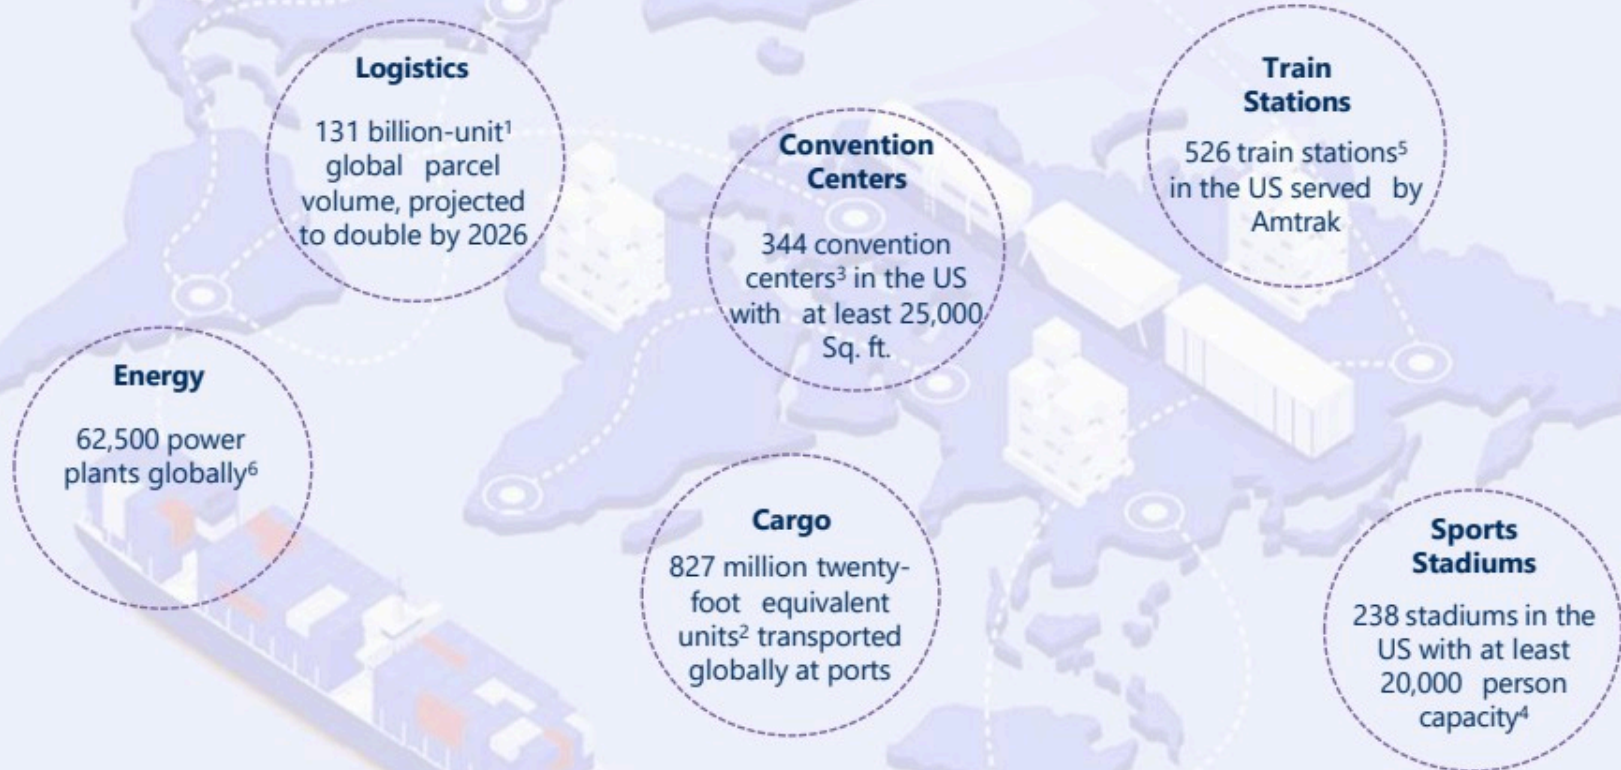 Logistics
131 billion-unit¹
global parcel
volume, projected
to double by 2026
Convention
Centers
344 convention
centers³ in the US
with at least 25,000
Sq. ft.
Train
Stations
526 train stations⁵
in the US served by
Amtrak
Energy
62,500 power
plants globally⁶
Cargo
827 million twenty-
foot equivalent
units² transported
globally at ports
Sports
Stadiums
238 stadiums in the
US with at least
20,000 person
capacity⁴